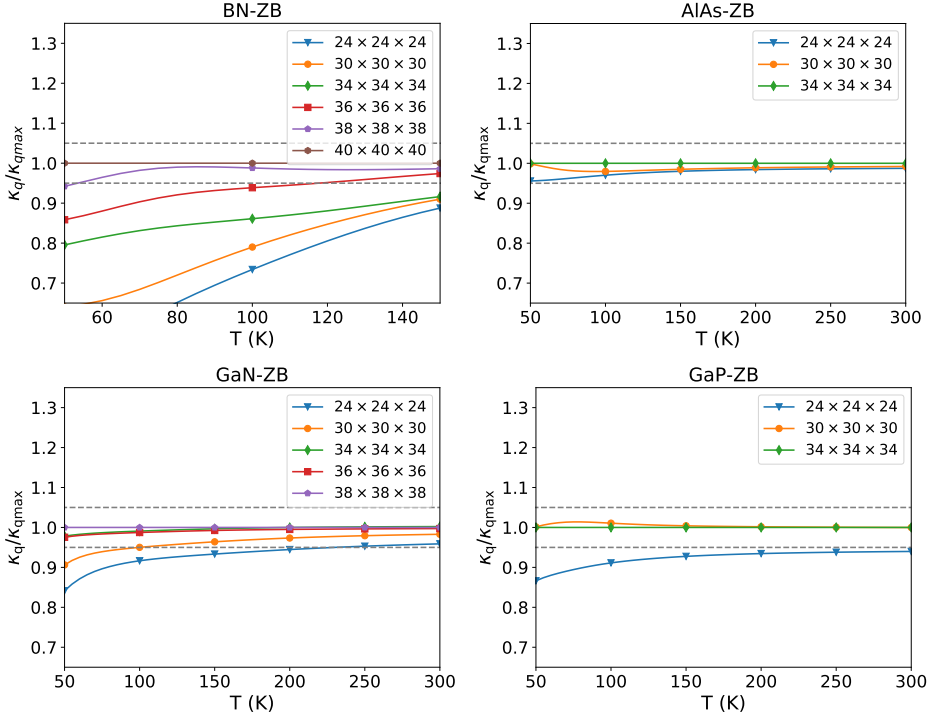 BN-ZB
κq/κqmax
1.3
1.2
1.1
1.0
0.9
0.8
0.7
24 × 24 × 24
30 × 30 × 30
34 × 34 × 34
36 × 36 × 36
38 × 38 × 38
40 × 40 × 40
60 80 100 120 140
T (K)
AlAs-ZB
κq/κqmax
1.3
1.2
1.1
1.0
0.9
0.8
0.7
24 × 24 × 24
30 × 30 × 30
34 × 34 × 34
50 100 150 200 250 300
T (K)
GaN-ZB
κq/κqmax
1.3
1.2
1.1
1.0
0.9
0.8
0.7
24 × 24 × 24
30 × 30 × 30
34 × 34 × 34
36 × 36 × 36
38 × 38 × 38
50 100 150 200 250 300
T (K)
GaP-ZB
κq/κqmax
1.3
1.2
1.1
1.0
0.9
0.8
0.7
24 × 24 × 24
30 × 30 × 30
34 × 34 × 34
50 100 150 200 250 300
T (K)